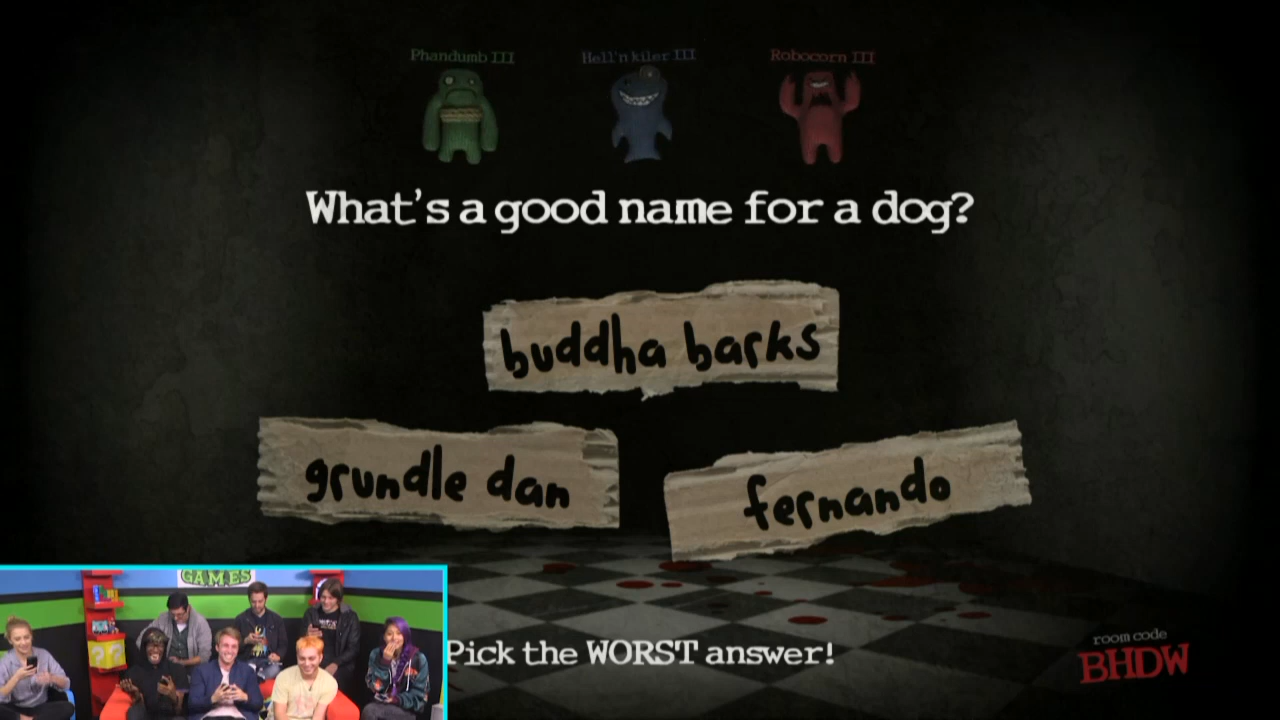 Phandumb III
Hell'n kiler III
Robocorn III
What's a good name for a dog?
buddha barks
grundle dan
fernando
GAMES
Pick the WORST answer!
room code
BHDW